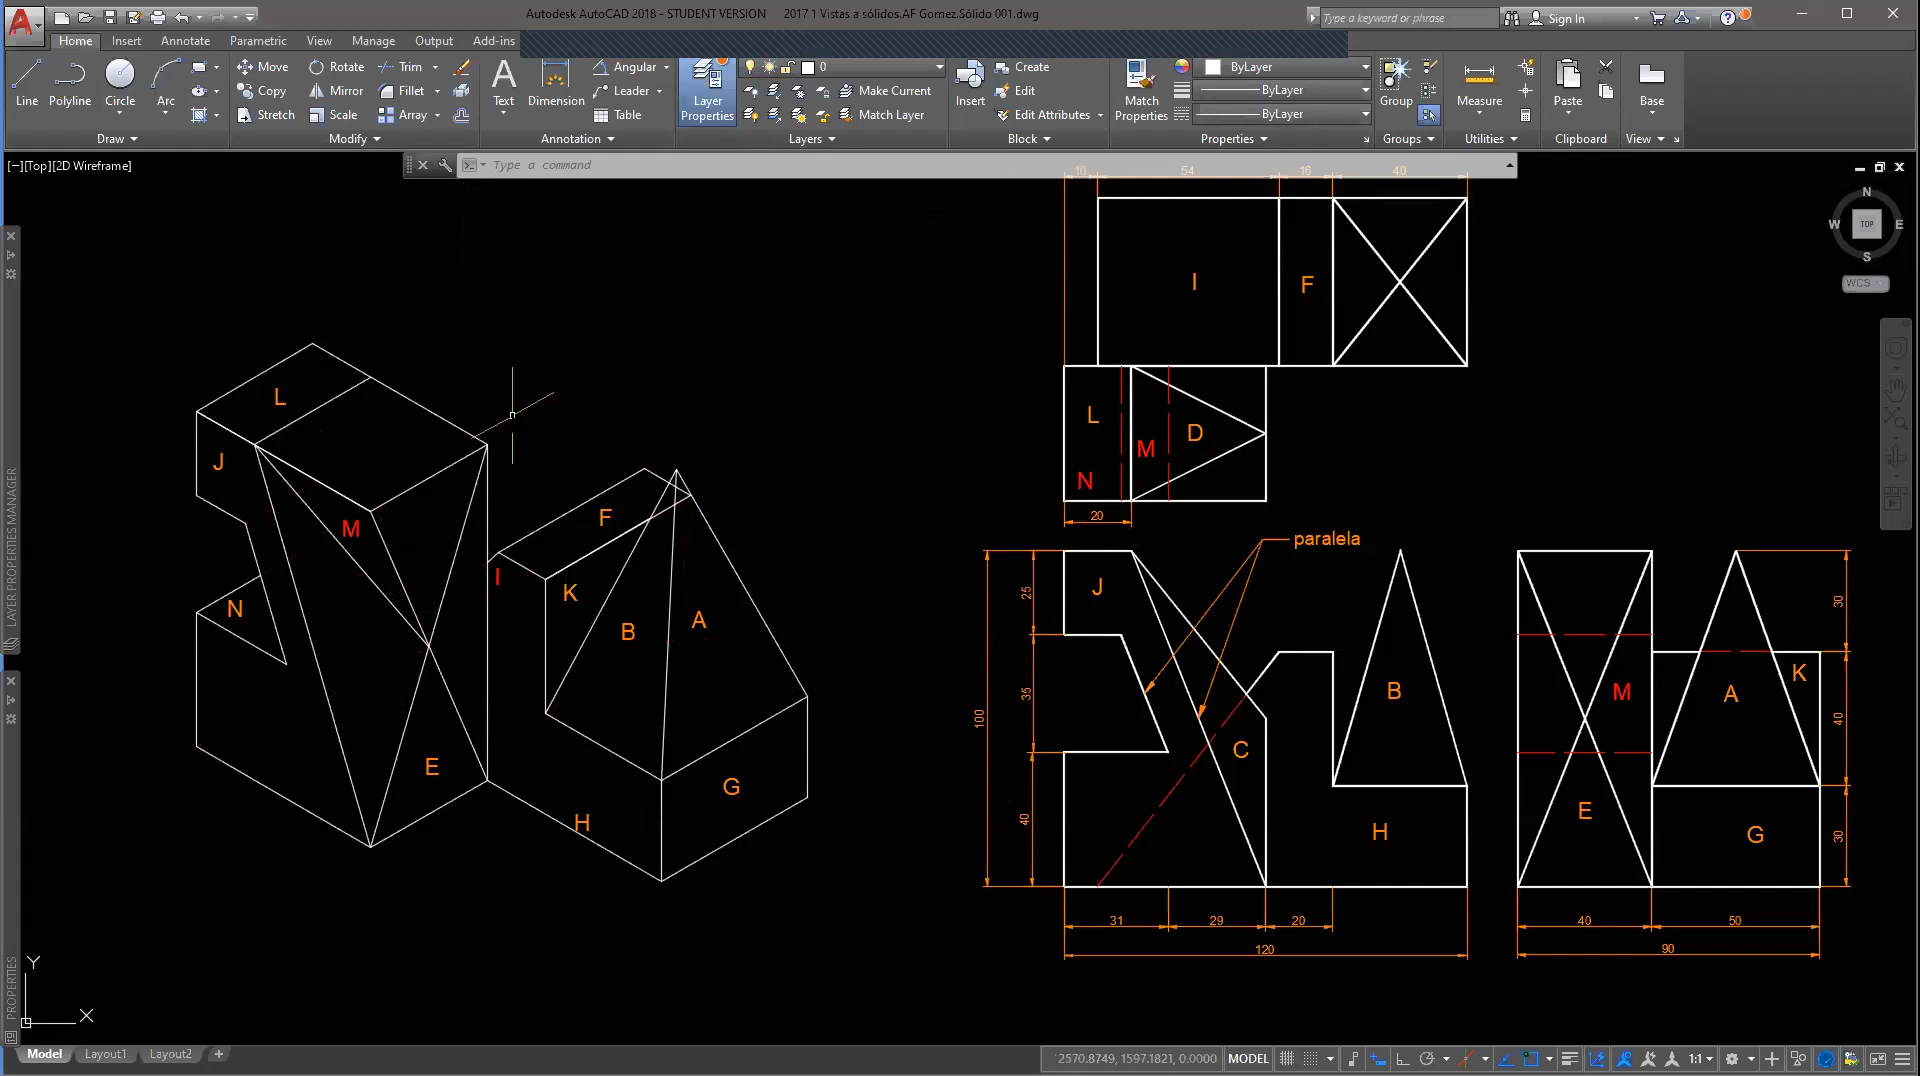 Autodesk AutoCAD 2018 - STUDENT VERSION 2017 1 Vistas a sólidos.AF Gomez.Sólido 001.dwg
Type a keyword or phrase
Sign In
Home Insert Annotate Parametric View Manage Output Add-ins
Line Polyline Circle Arc
Move Rotate Trim
Copy Mirror Fillet
Stretch Scale Array
Text Dimension
Angular
Leader
Table
Layer Properties
0
Make Current
Match Layer
Insert
Create
Edit
Edit Attributes
Match Properties
ByLayer
ByLayer
ByLayer
Group
Measure
Paste
Base
Draw Modify Annotation Layers Block Properties Groups Utilities Clipboard View
[−][Top][2D Wireframe]
Type a command
N
W TOP E
S
WCS
LAYER PROPERTIES MANAGER
PROPERTIES
L
J
M
N
E
F
I
K
B
A
G
H
10 54 16 40
I F
L
M D
N
20
paralela
J
B
C
H
25
35
40
100
31 29 20
120
M
A
K
E
G
30
40
30
40 50
90
Y
X
Model Layout1 Layout2 +
2570.8749, 1597.1821, 0.0000 MODEL 1:1